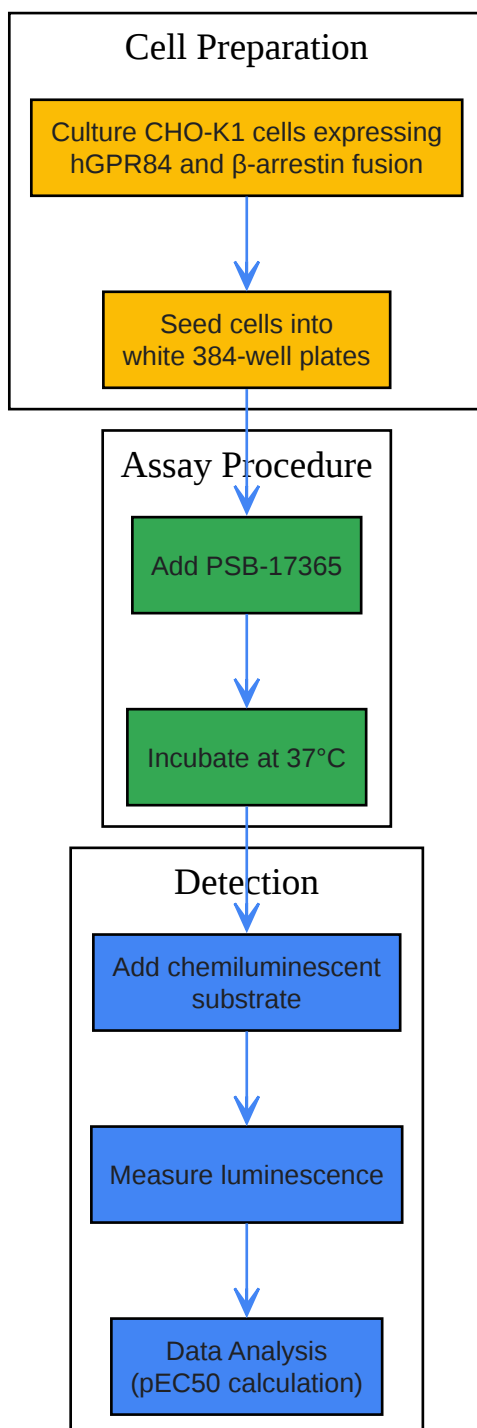 Cell Preparation
Culture CHO-K1 cells expressing
hGPR84 and β-arrestin fusion
Seed cells into
white 384-well plates
Assay Procedure
Add PSB-17365
Incubate at 37°C
Detection
Add chemiluminescent
substrate
Measure luminescence
Data Analysis
(pEC50 calculation)